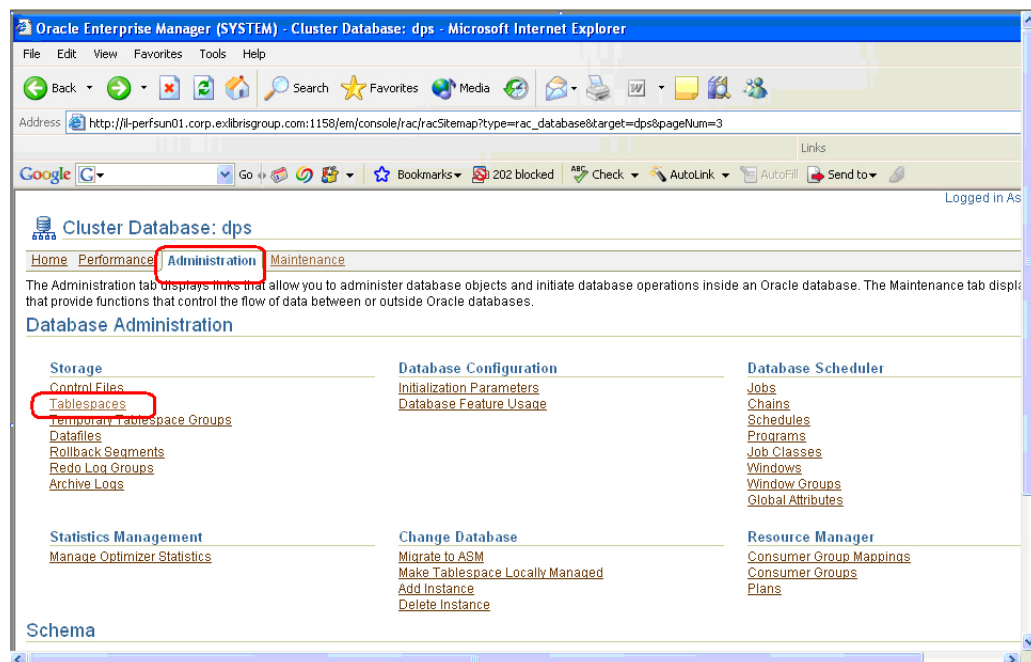 Oracle Enterprise Manager (SYSTEM) - Cluster Database: dps - Microsoft Internet Explorer
File Edit View Favorites Tools Help
Back Search Favorites Media
Address http://il-perfsun01.corp.exlibrisgroup.com:1158/em/console/rac/racSitemap?type=rac_database&target=dps&pageNum=3
Links
Google G Go Bookmarks 202 blocked ABC Check AutoLink AutoFill Send to
Logged in As
Cluster Database: dps
Home Performance Administration Maintenance
The Administration tab displays links that allow you to administer database objects and initiate database operations inside an Oracle database. The Maintenance tab displa
that provide functions that control the flow of data between or outside Oracle databases.
Database Administration
Storage
Control Files
Tablespaces
Temporary Tablespace Groups
Datafiles
Rollback Segments
Redo Log Groups
Archive Logs
Database Configuration
Initialization Parameters
Database Feature Usage
Database Scheduler
Jobs
Chains
Schedules
Programs
Job Classes
Windows
Window Groups
Global Attributes
Statistics Management
Manage Optimizer Statistics
Change Database
Migrate to ASM
Make Tablespace Locally Managed
Add Instance
Delete Instance
Resource Manager
Consumer Group Mappings
Consumer Groups
Plans
Schema